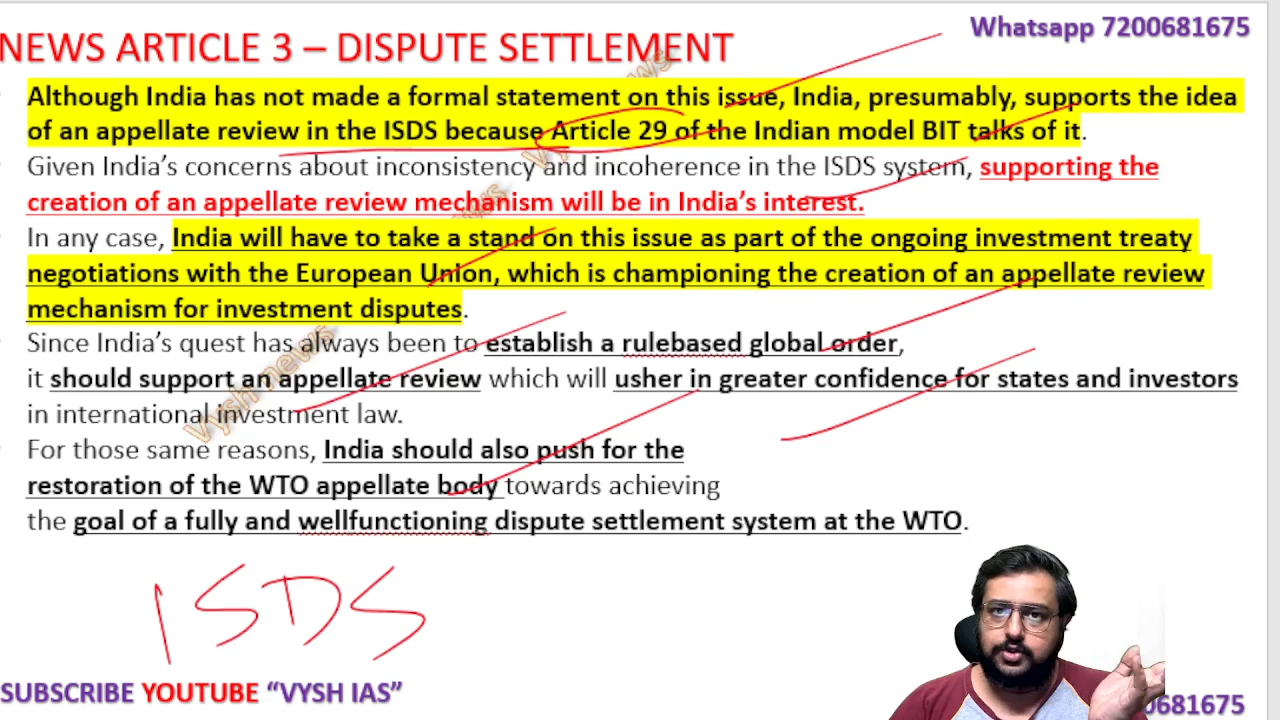 Whatsapp 7200681675
NEWS ARTICLE 3 – DISPUTE SETTLEMENT
Although India has not made a formal statement on this issue, India, presumably, supports the idea
of an appellate review in the ISDS because Article 29 of the Indian model BIT talks of it.
Given India’s concerns about inconsistency and incoherence in the ISDS system, supporting the
creation of an appellate review mechanism will be in India’s interest.
In any case, India will have to take a stand on this issue as part of the ongoing investment treaty
negotiations with the European Union, which is championing the creation of an appellate review
mechanism for investment disputes.
Since India’s quest has always been to establish a rulebased global order,
it should support an appellate review which will usher in greater confidence for states and investors
in international investment law.
For those same reasons, India should also push for the
restoration of the WTO appellate body towards achieving
the goal of a fully and wellfunctioning dispute settlement system at the WTO.
Vysh news
ISDS
SUBSCRIBE YOUTUBE “VYSH IAS”
0681675